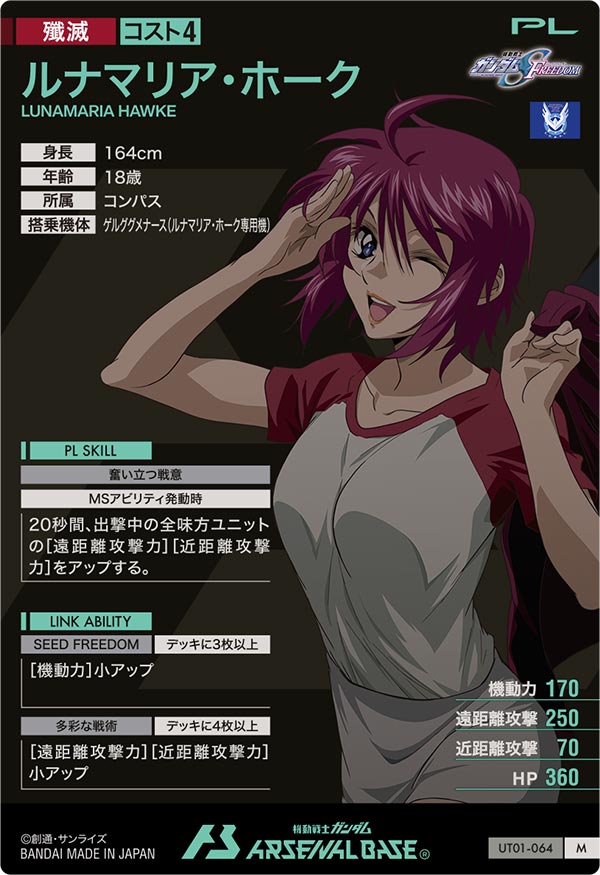 殲滅 コスト4 PL
ルナマリア・ホーク
LUNAMARIA HAWKE
機動戦士 ガンダム SEED FREEDOM
身長 164cm
年齢 18歳
所属 コンパス
搭乗機体 ゲルググメナース(ルナマリア・ホーク専用機)
PL SKILL
奮い立つ戦意
MSアビリティ発動時
20秒間、出撃中の全味方ユニット
の[遠距離攻撃力][近距離攻撃
力]をアップする。
LINK ABILITY
SEED FREEDOM デッキに3枚以上
[機動力]小アップ
多彩な戦術 デッキに4枚以上
[遠距離攻撃力][近距離攻撃力]
小アップ
機動力 170
遠距離攻撃 250
近距離攻撃 70
HP 360
©創通・サンライズ
BANDAI MADE IN JAPAN
機動戦士ガンダム
ARSENAL BASE®
UT01-064 M